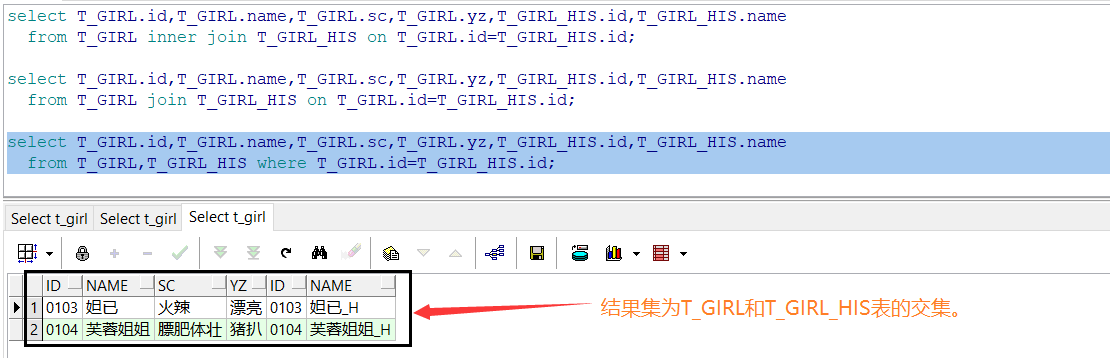 select T_GIRL.id,T_GIRL.name,T_GIRL.sc,T_GIRL.yz,T_GIRL_HIS.id,T_GIRL_HIS.name
from T_GIRL inner join T_GIRL_HIS on T_GIRL.id=T_GIRL_HIS.id;
select T_GIRL.id,T_GIRL.name,T_GIRL.sc,T_GIRL.yz,T_GIRL_HIS.id,T_GIRL_HIS.name
from T_GIRL join T_GIRL_HIS on T_GIRL.id=T_GIRL_HIS.id;
select T_GIRL.id,T_GIRL.name,T_GIRL.sc,T_GIRL.yz,T_GIRL_HIS.id,T_GIRL_HIS.name
from T_GIRL,T_GIRL_HIS where T_GIRL.id=T_GIRL_HIS.id;
Select t_girl Select t_girl Select t_girl
ID NAME SC YZ ID NAME
1 0103 妲已 火辣 漂亮 0103 妲已_H
2 0104 芙蓉姐姐 膘肥体壮 猪扒 0104 芙蓉姐姐_H
结果集为T_GIRL和T_GIRL_HIS表的交集。